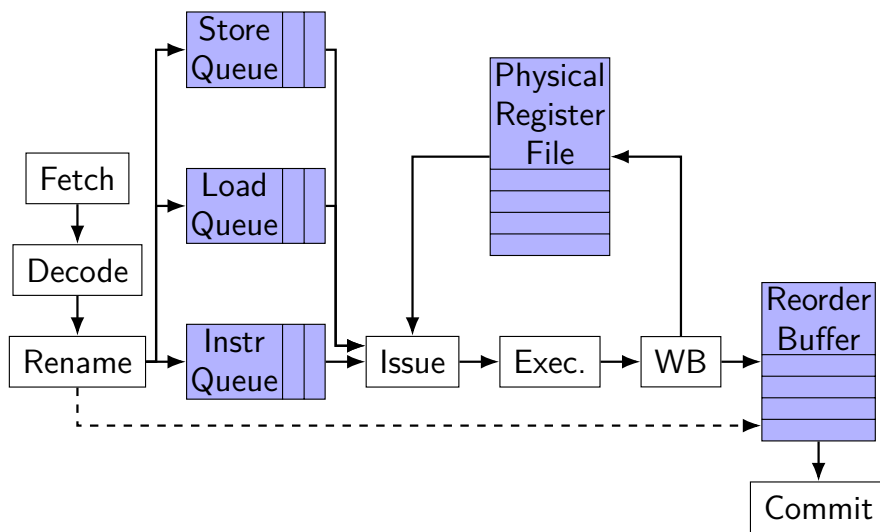 Store
Queue
Physical
Register
File
Fetch
Load
Queue
Decode
Reorder
Buffer
Rename
Instr
Queue
Issue
Exec.
WB
Commit